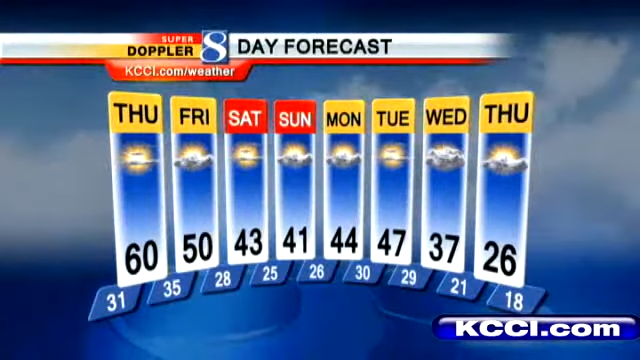 SUPER
DOPPLER 8 DAY FORECAST
KCCI.com/weather
THU FRI SAT SUN MON TUE WED THU
60 50 43 41 44 47 37 26
31 35 28 25 26 30 29 21 18
KCCI.com